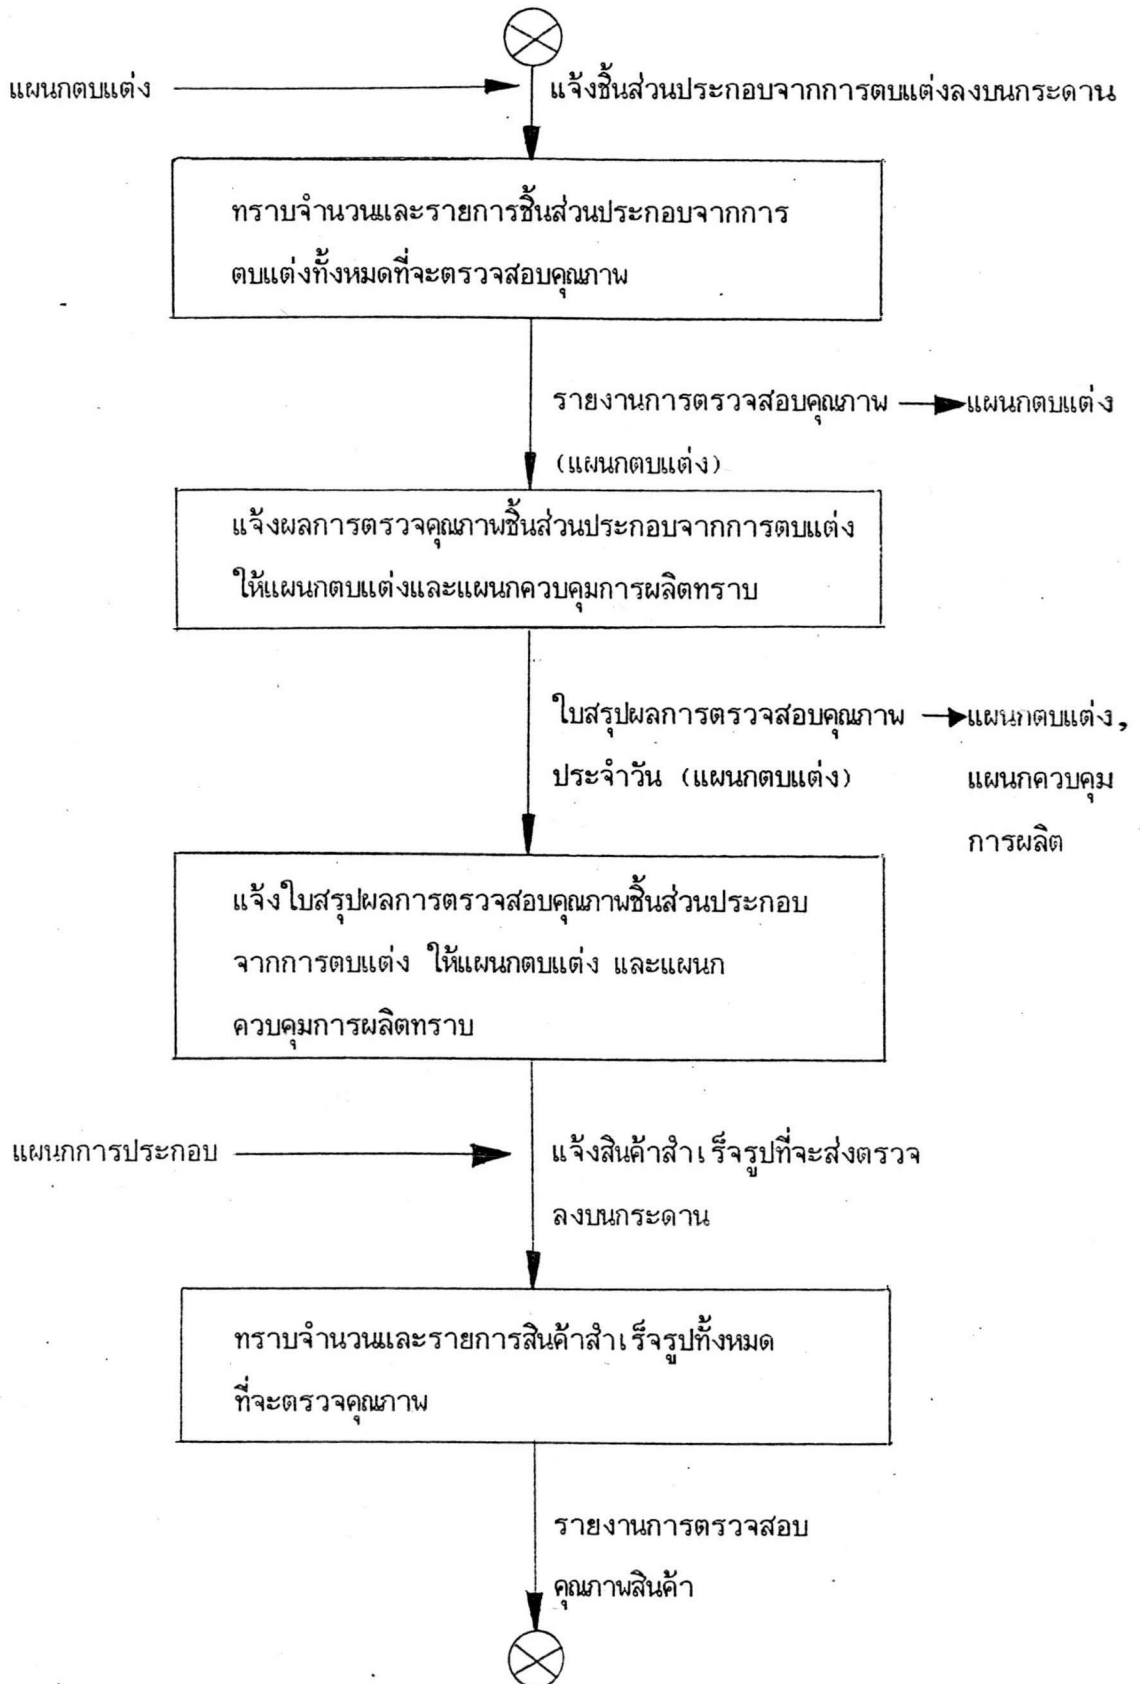 แผนกตบแต่ง
แจ้งชิ้นส่วนประกอบจากการตบแต่งลงบนกระดาน
ทราบจำนวนและรายการชิ้นส่วนประกอบจากการ
ตบแต่งทั้งหมดที่จะตรวจสอบคุณภาพ
รายงานการตรวจสอบคุณภาพ
แผนกตบแต่ง
(แผนกตบแต่ง)
แจ้งผลการตรวจคุณภาพชิ้นส่วนประกอบจากการตบแต่ง
ให้แผนกตบแต่งและแผนกควบคุมการผลิตทราบ
ใบสรุปผลการตรวจสอบคุณภาพ
แผนกตบแต่ง,
ประจำวัน (แผนกตบแต่ง)
แผนกควบคุม
การผลิต
แจ้งใบสรุปผลการตรวจสอบคุณภาพชิ้นส่วนประกอบ
จากการตบแต่ง ให้แผนกตบแต่ง และแผนก
ควบคุมการผลิตทราบ
แผนกการประกอบ
แจ้งสินค้าสำเร็จรูปที่จะส่งตรวจ
ลงบนกระดาน
ทราบจำนวนและรายการสินค้าสำเร็จรูปทั้งหมด
ที่จะตรวจคุณภาพ
รายงานการตรวจสอบ
คุณภาพสินค้า